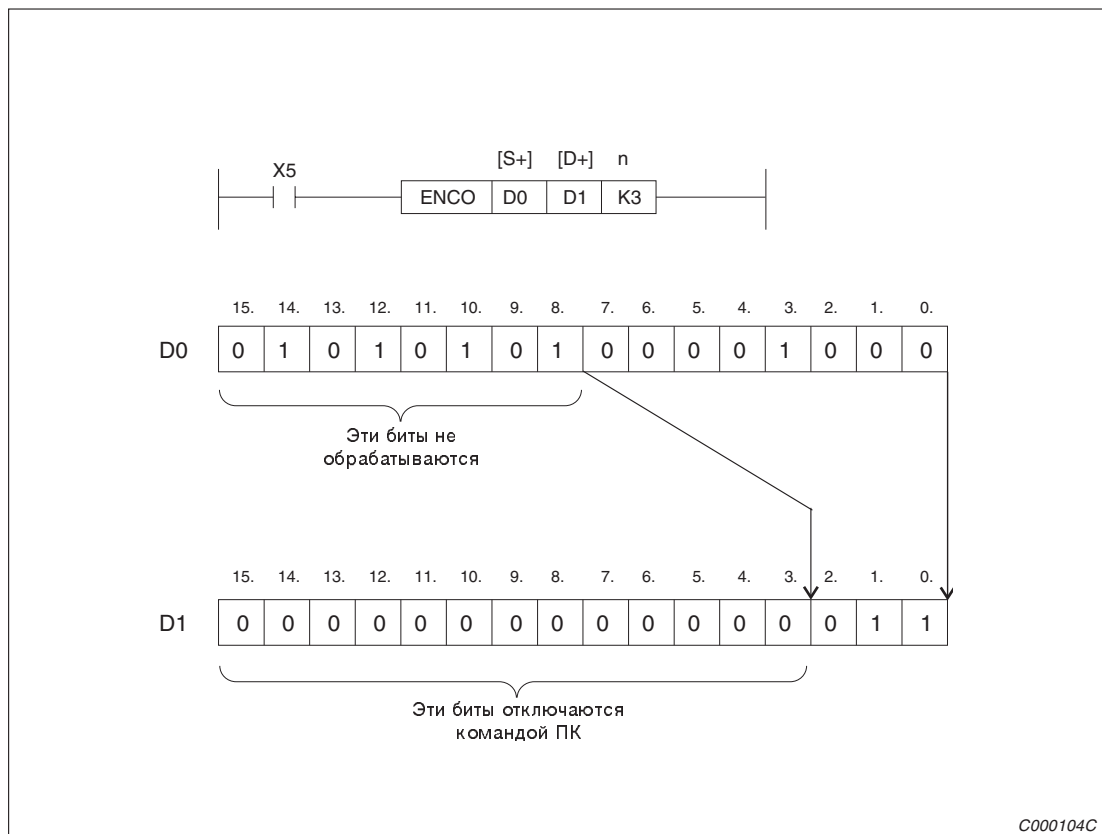 [S+] [D+] n
X5
ENCO D0 D1 K3
15. 14. 13. 12. 11. 10. 9. 8. 7. 6. 5. 4. 3. 2. 1. 0.
D0 0 1 0 1 0 1 0 1 0 0 0 0 1 0 0 0
Эти биты не
обрабатываются
15. 14. 13. 12. 11. 10. 9. 8. 7. 6. 5. 4. 3. 2. 1. 0.
D1 0 0 0 0 0 0 0 0 0 0 0 0 0 0 1 1
Эти биты отключаются
командой ПК
C000104C